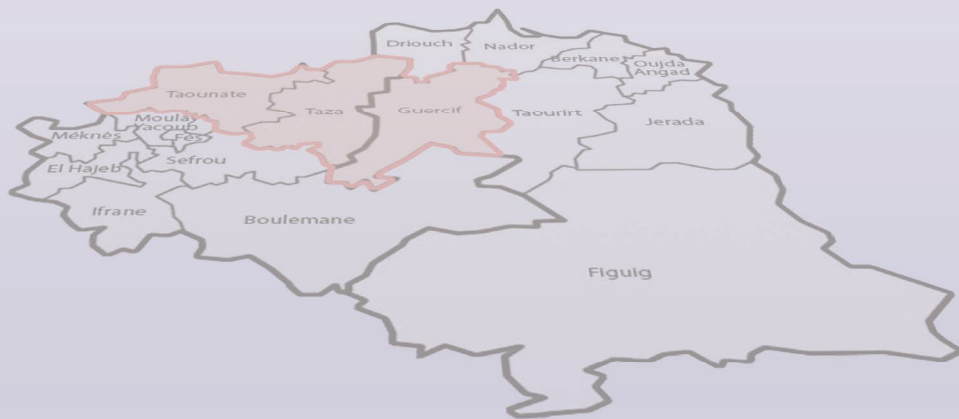 Driouch
Nador
Berkane
Oujda
Angad
Taounate
Taza
Guercif
Taourirt
Jerada
Moulay
Yacoub
Méknès
Fès
Sefrou
El Hajeb
Ifrane
Boulemane
Figuig